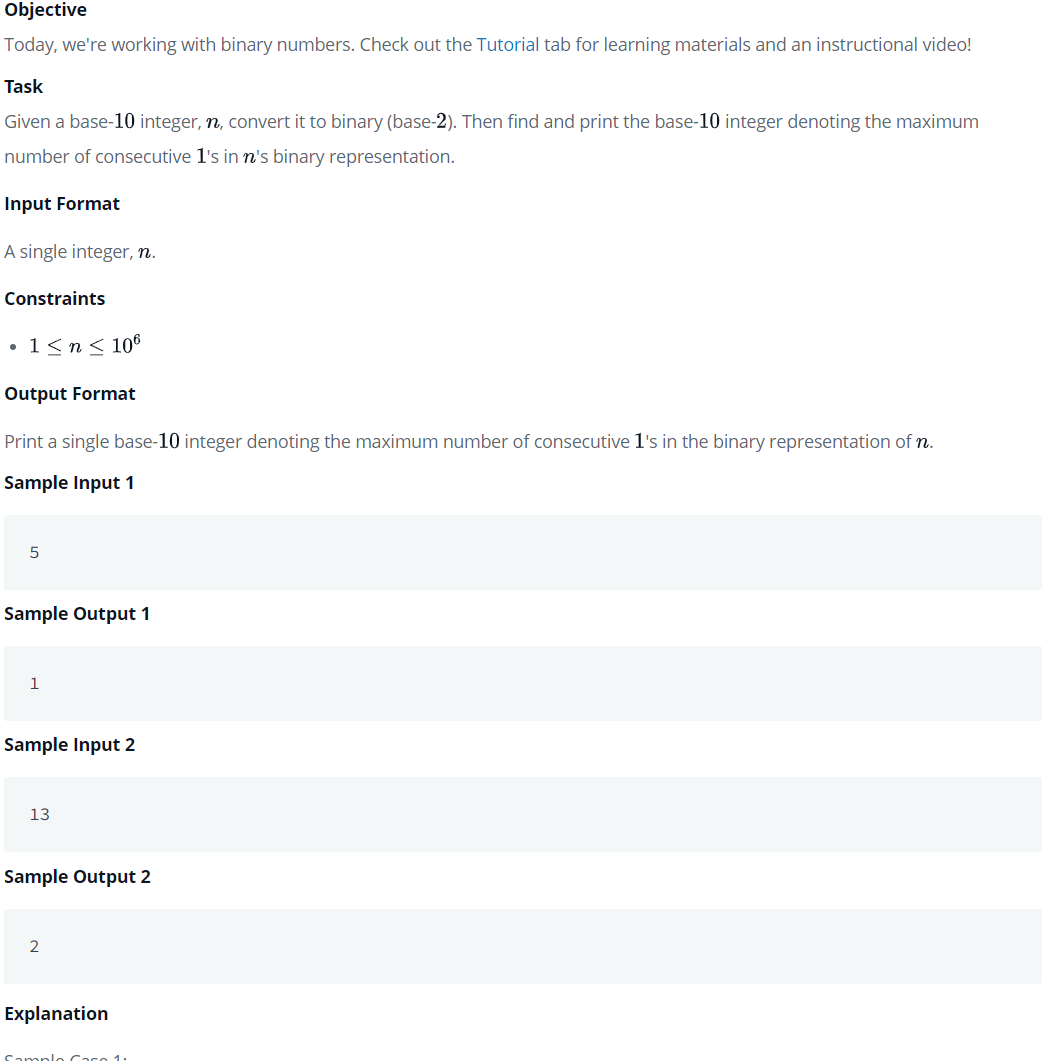 Objective
Today, we're working with binary numbers. Check out the Tutorial tab for learning materials and an instructional video!
Task
Given a base-10 integer, n, convert it to binary (base-2). Then find and print the base-10 integer denoting the maximum
number of consecutive 1's in n's binary representation.
Input Format
A single integer, n.
Constraints
• 1 ≤ n ≤ 10⁶
Output Format
Print a single base-10 integer denoting the maximum number of consecutive 1's in the binary representation of n.
Sample Input 1
5
Sample Output 1
1
Sample Input 2
13
Sample Output 2
2
Explanation
Sample Case 1: